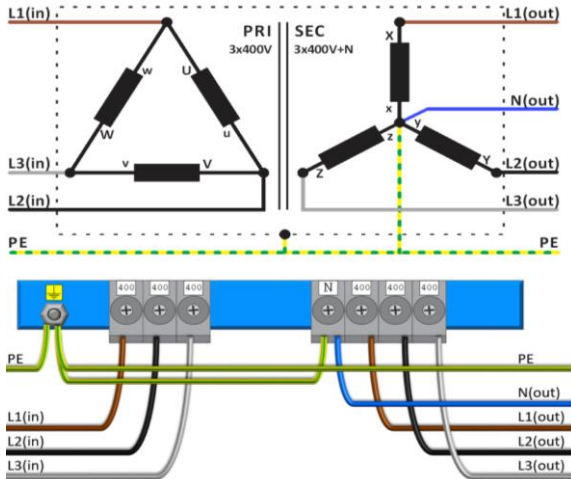 L1(in) PRI SEC L1(out)
3x400V 3x400V+N
X
w U
N(out)
W u x y
z
v V Z Y
L3(in) L2(out)
L2(in) L3(out)
PE PE
400 400 400 N 400 400 400
PE PE
N(out)
L1(in) L1(out)
L2(in) L2(out)
L3(in) L3(out)